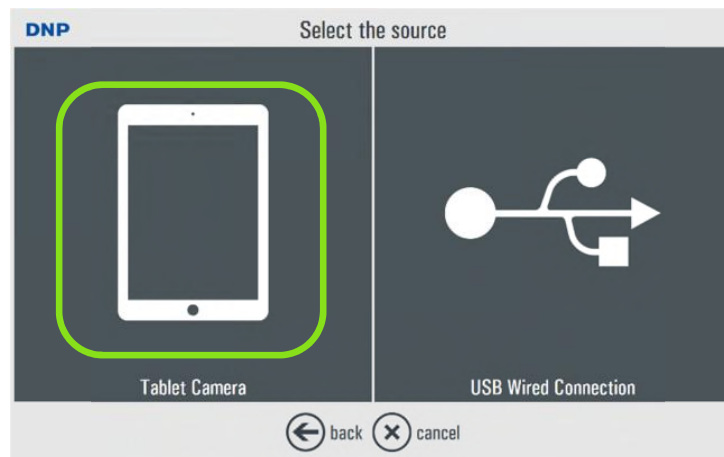 DNP
Select the source
Tablet Camera
USB Wired Connection
back
cancel